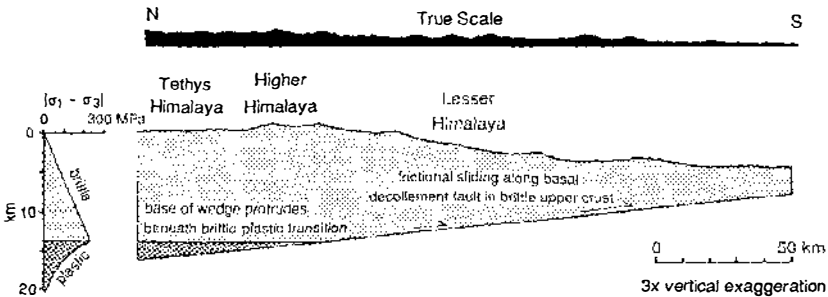 N
True Scale
S
Tethys
Himalaya
Higher
Himalaya
Lesser
Himalaya
|σ₁ - σ₃|
0 300 MPa
0
brittle
km
10
plastic
20
frictional sliding along basal
decollement fault in brittle upper crust
base of wedge protrudes
beneath brittle plastic transition
0 50 km
3x vertical exaggeration